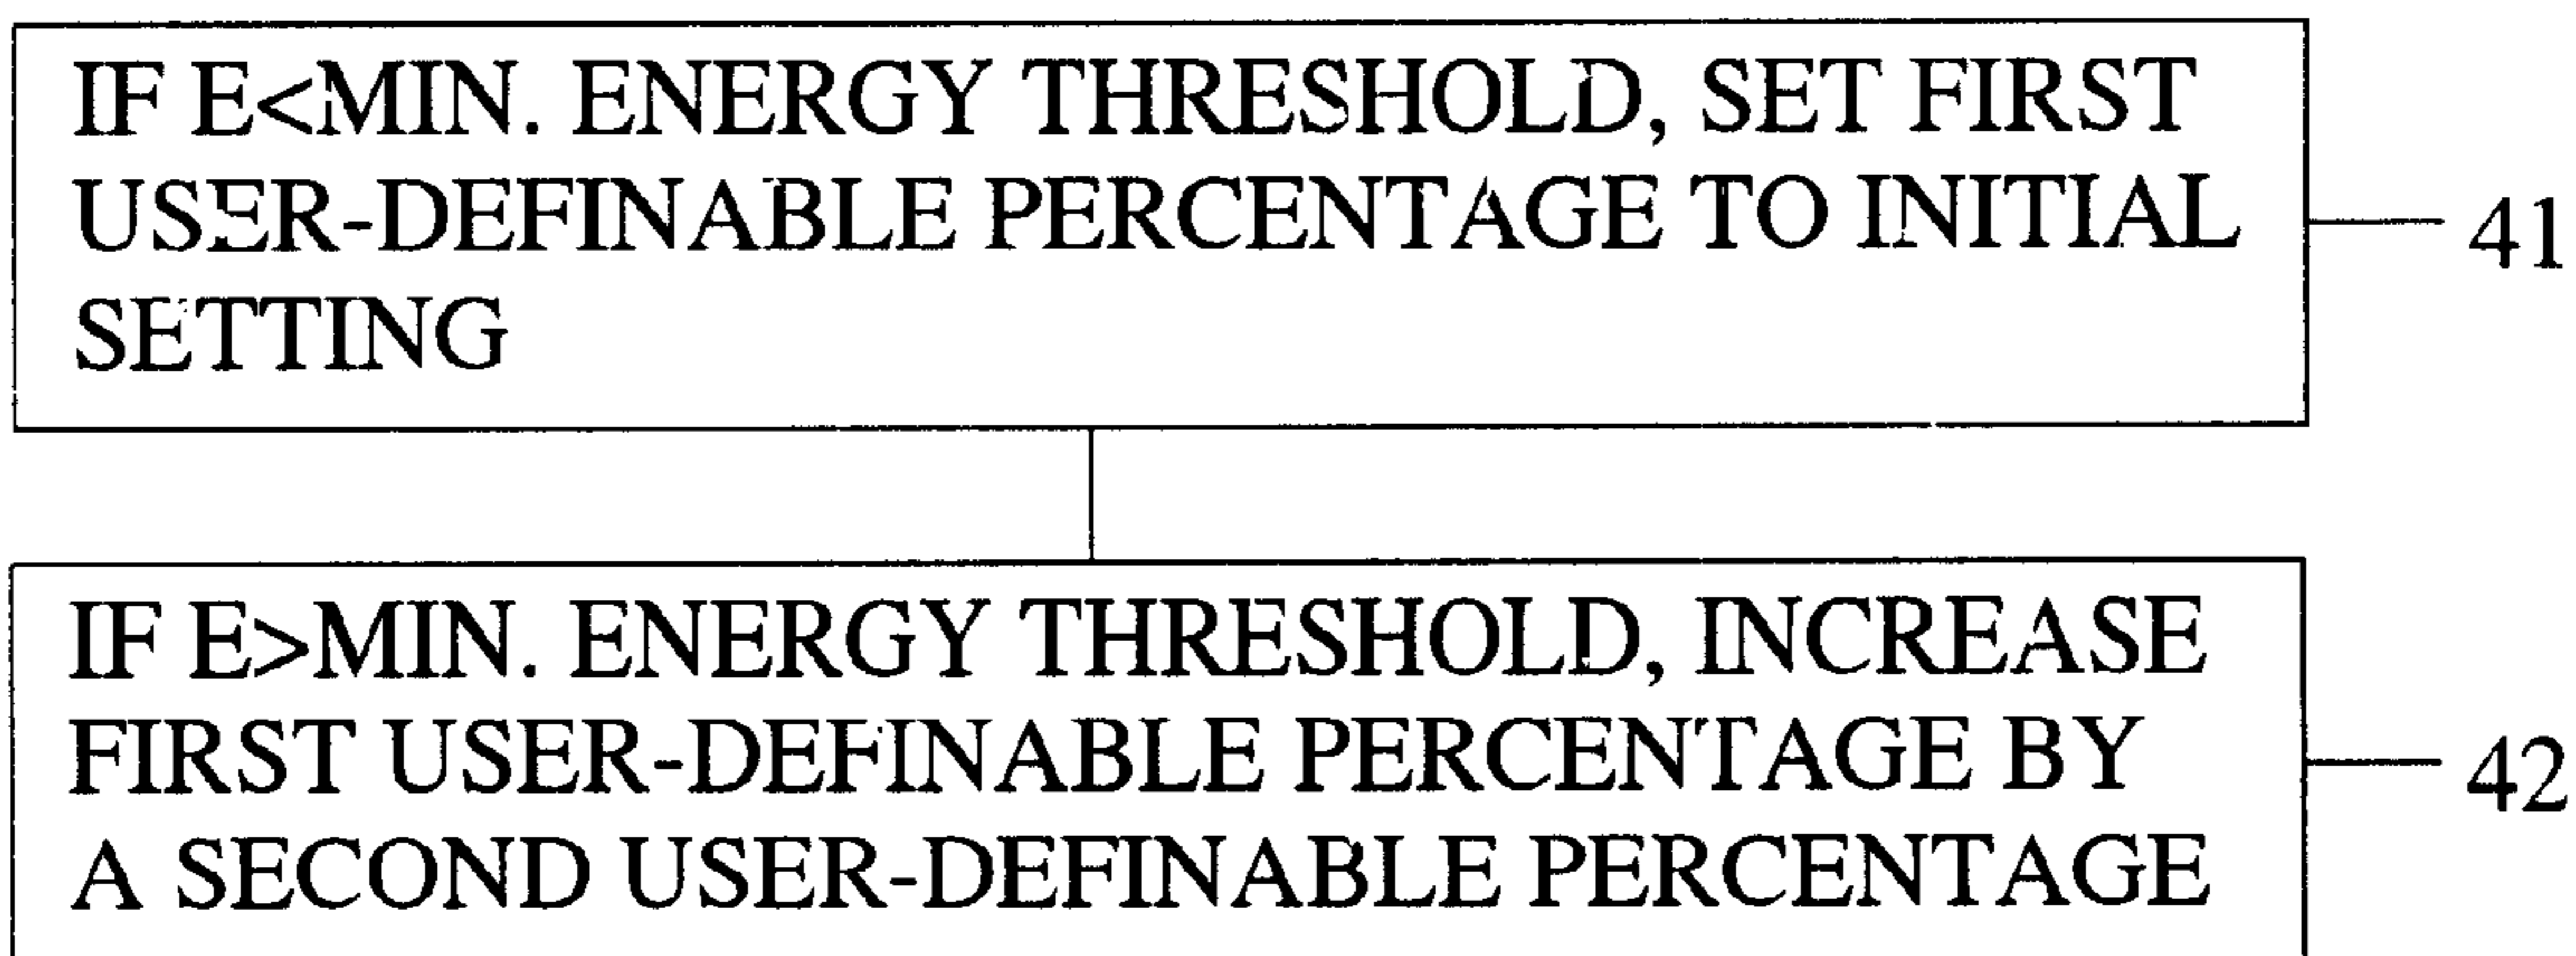 IF E<MIN. ENERGY THRESHOLD, SET FIRST
USER-DEFINABLE PERCENTAGE TO INITIAL
SETTING
41
IF E>MIN. ENERGY THRESHOLD, INCREASE
FIRST USER-DEFINABLE PERCENTAGE BY
A SECOND USER-DEFINABLE PERCENTAGE
42